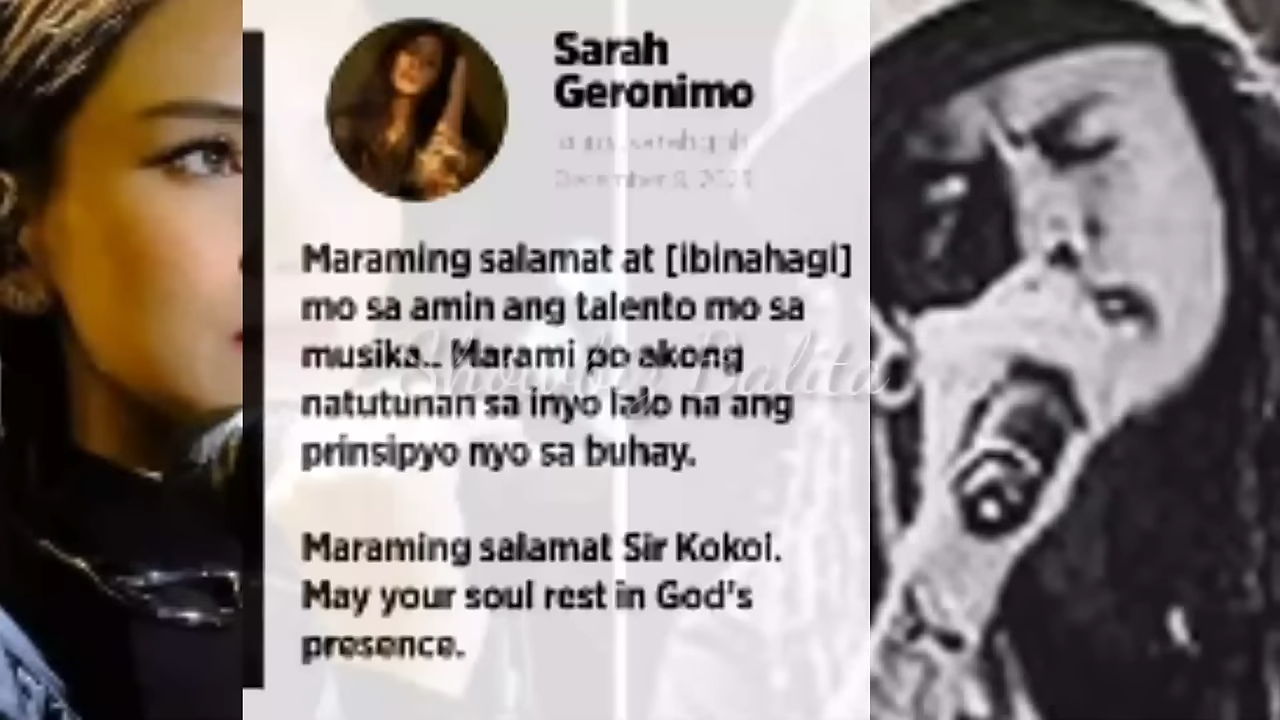 Sarah
Geronimo
Maraming salamat at [ibinahagi]
mo sa amin ang talento mo sa
musika.. Marami po akong
natutunan sa inyo lalo na ang
prinsipyo nyo sa buhay.
Maraming salamat Sir Kokoi.
May your soul rest in God's
presence.
Showbiz Balita